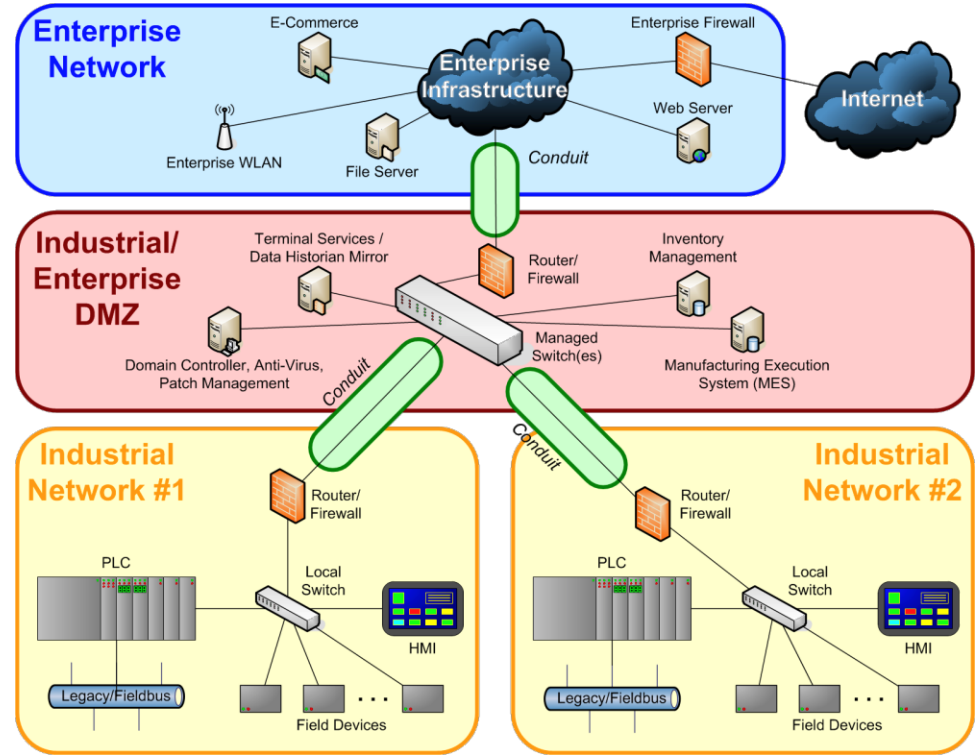 Enterprise
Network
E-Commerce
Enterprise Firewall
Enterprise
Infrastructure
Internet
Web Server
Enterprise WLAN
File Server
Conduit
Industrial/
Enterprise
DMZ
Terminal Services /
Data Historian Mirror
Router/
Firewall
Inventory
Management
Managed
Switch(es)
Domain Controller, Anti-Virus,
Patch Management
Manufacturing Execution
System (MES)
Conduit
Conduit
Industrial
Network #1
Router/
Firewall
PLC
Local
Switch
HMI
Legacy/Fieldbus
Field Devices
Industrial
Network #2
Router/
Firewall
PLC
Local
Switch
HMI
Legacy/Fieldbus
Field Devices